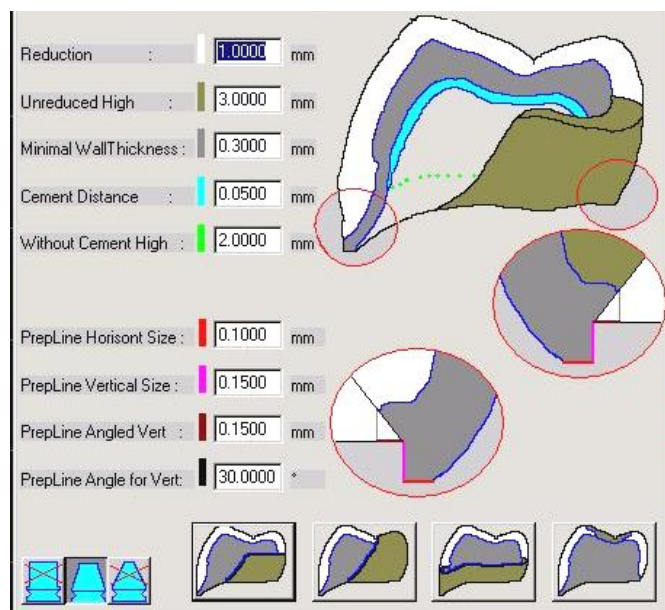 Reduction : 1.0000 mm
Unreduced High : 3.0000 mm
Minimal WallThickness : 0.3000 mm
Cement Distance : 0.0500 mm
Without Cement High : 2.0000 mm
PrepLine Horisont Size : 0.1000 mm
PrepLine Vertical Size : 0.1500 mm
PrepLine Angled Vert : 0.1500 mm
PrepLine Angle for Vert: 30.0000 °